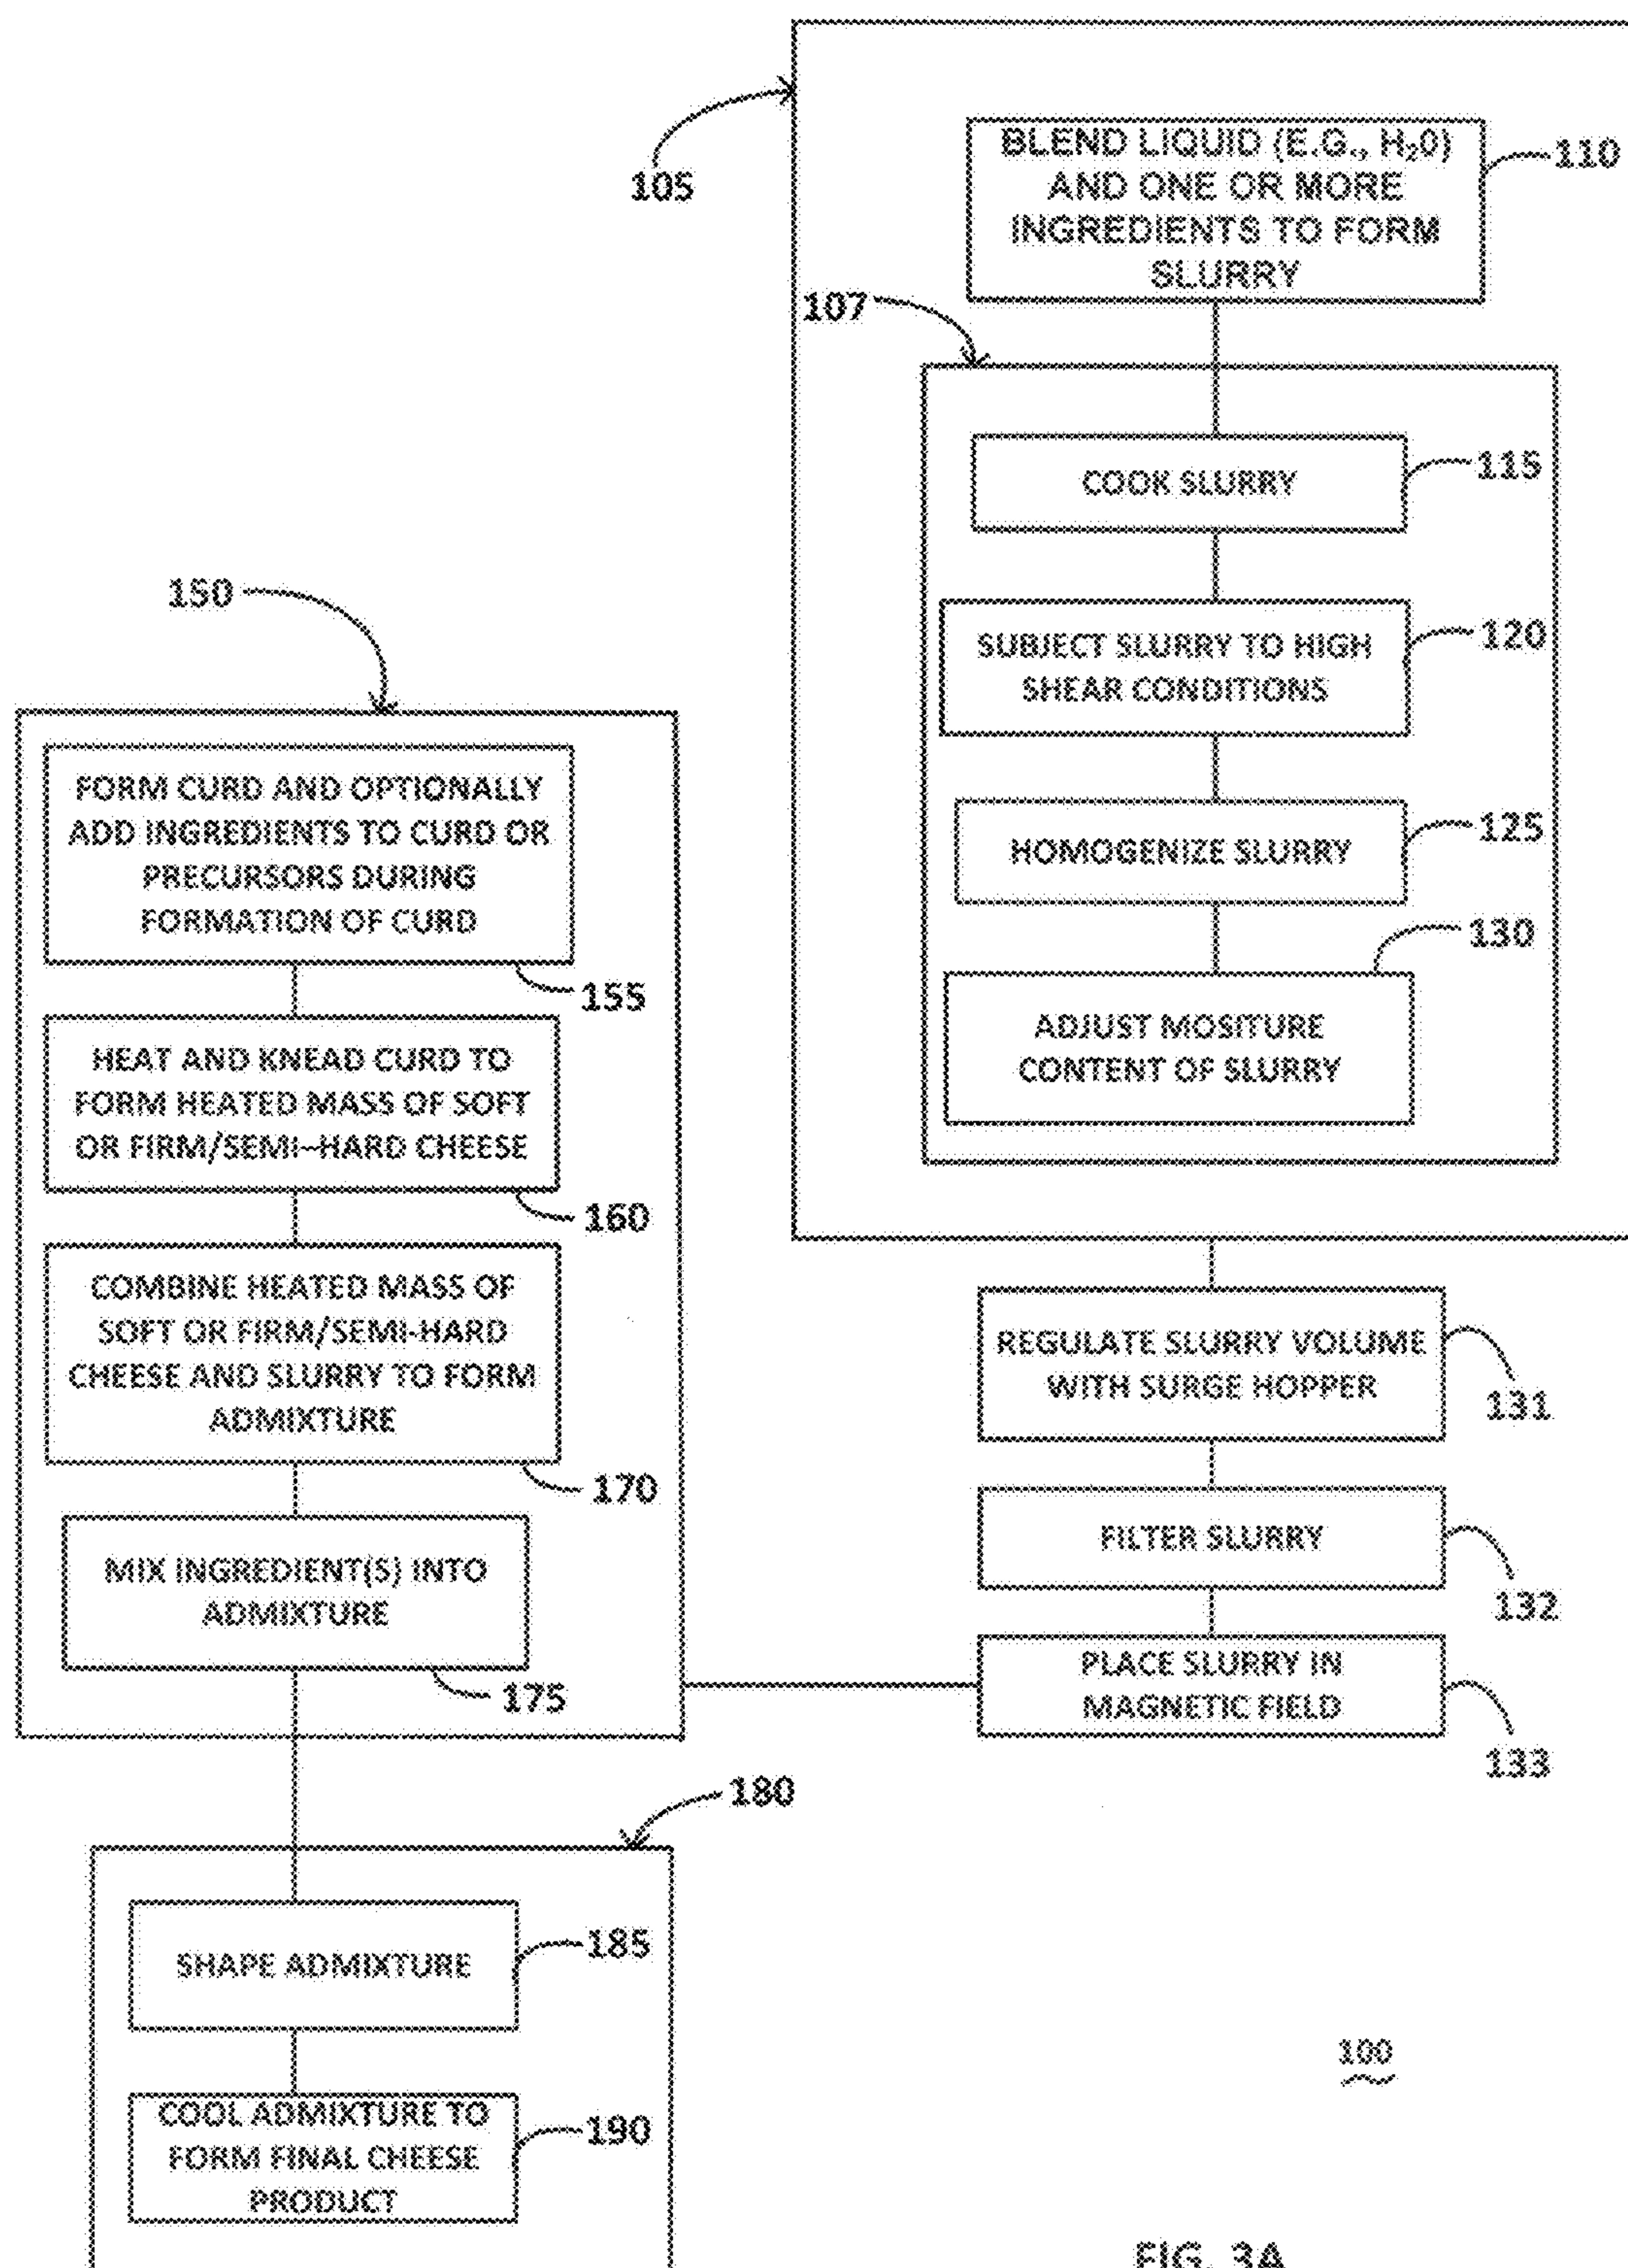 105
BLEND LIQUID (E.G., H₂0)
AND ONE OR MORE
INGREDIENTS TO FORM
SLURRY
110
107
COOK SLURRY
115
SUBJECT SLURRY TO HIGH
SHEAR CONDITIONS
120
HOMOGENIZE SLURRY
125
130
ADJUST MOSITURE
CONTENT OF SLURRY
150
FORM CURD AND OPTIONALLY
ADD INGREDIENTS TO CURD OR
PRECURSORS DURING
FORMATION OF CURD
155
HEAT AND KNEAD CURD TO
FORM HEATED MASS OF SOFT
OR FIRM/SEMI-HARD CHEESE
160
COMBINE HEATED MASS OF
SOFT OR FIRM/SEMI-HARD
CHEESE AND SLURRY TO FORM
ADMIXTURE
170
MIX INGREDIENT(S) INTO
ADMIXTURE
175
REGULATE SLURRY VOLUME
WITH SURGE HOPPER
131
FILTER SLURRY
132
PLACE SLURRY IN
MAGNETIC FIELD
133
180
SHAPE ADMIXTURE
185
COOL ADMIXTURE TO
FORM FINAL CHEESE
PRODUCT
190
100
FIG. 3A